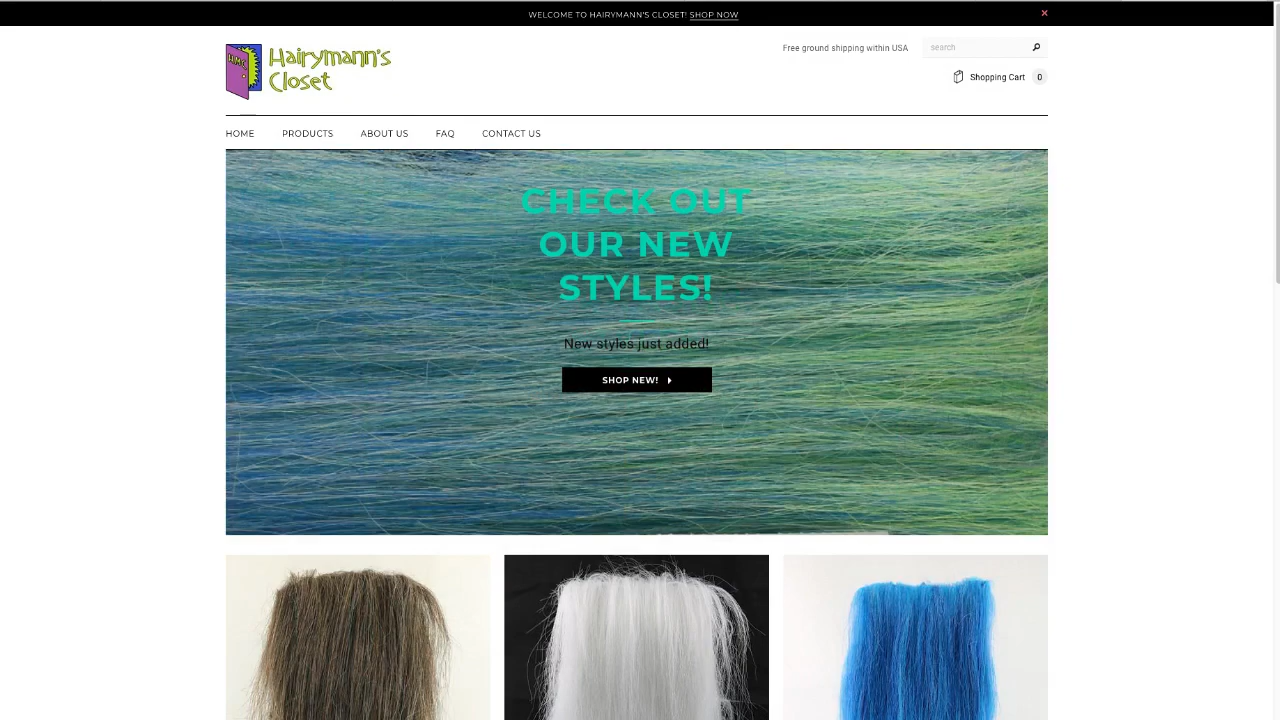 WELCOME TO HAIRYMANN'S CLOSET! SHOP NOW
HMC
Hairymann's
Closet
Free ground shipping within USA
search
Shopping Cart 0
HOME PRODUCTS ABOUT US FAQ CONTACT US
CHECK OUT
OUR NEW
STYLES!
New styles just added!
SHOP NEW!